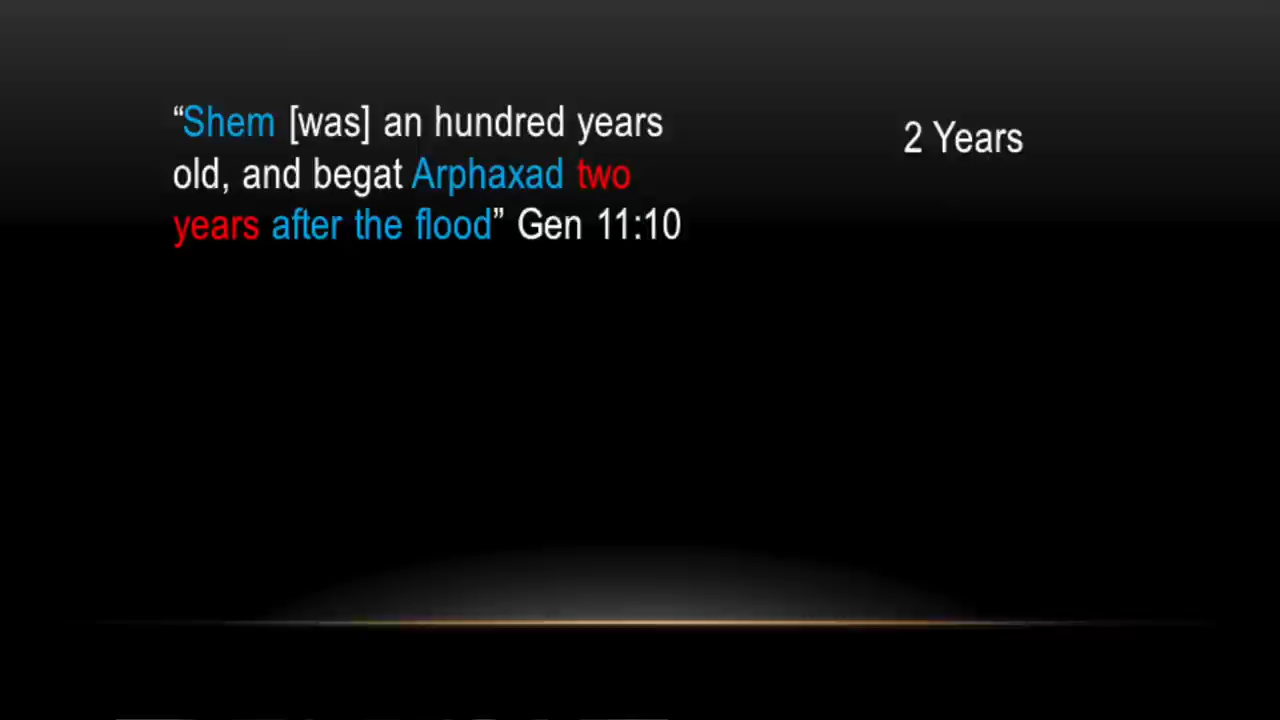 “Shem [was] an hundred years
old, and begat Arphaxad two
years after the flood” Gen 11:10
2 Years